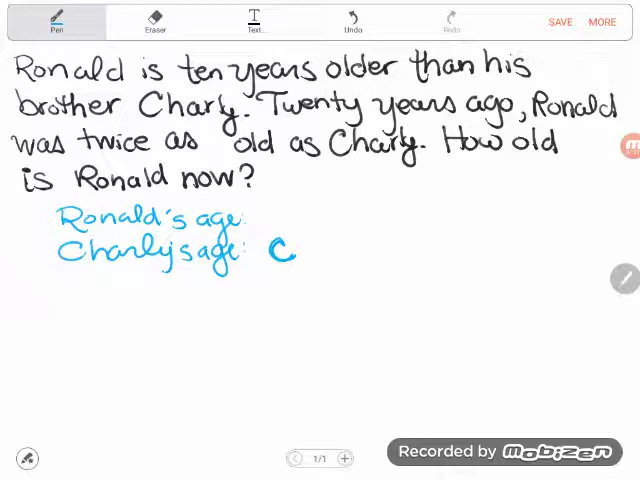 Pen Eraser Text... Undo Redo SAVE MORE
Ronald is ten years older than his
brother Charly. Twenty years ago, Ronald
was twice as old as Charly. How old
is Ronald now?
Ronald's age:
Charly's age: C
1/1
Recorded by mobizen